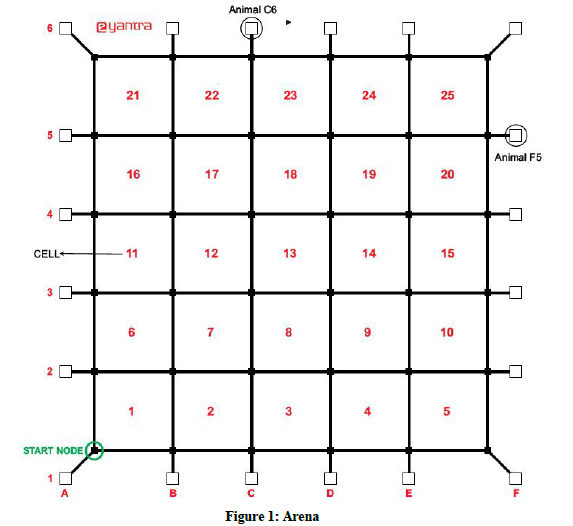 Animal C6
6 eyantra
21 22 23 24 25
5
Animal F5
16 17 18 19 20
4
CELL 11 12 13 14 15
3
6 7 8 9 10
2
1 2 3 4 5
START NODE
1
A B C D E F
Figure 1: Arena